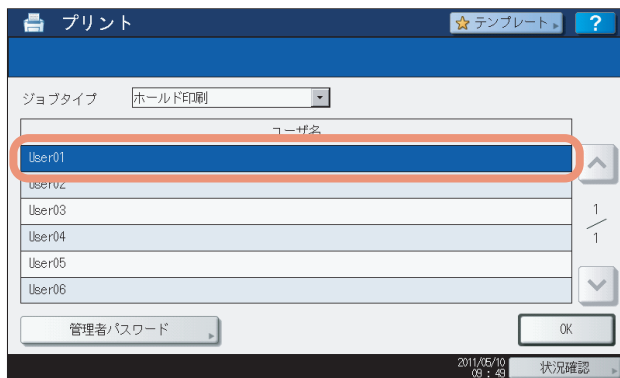 プリント
テンプレート
?
ジョブタイプ ホールド印刷
ユーザ名
User01
User02
User03
User04
User05
User06
1
1
管理者パスワード
OK
2011/05/10
09:49
状況確認